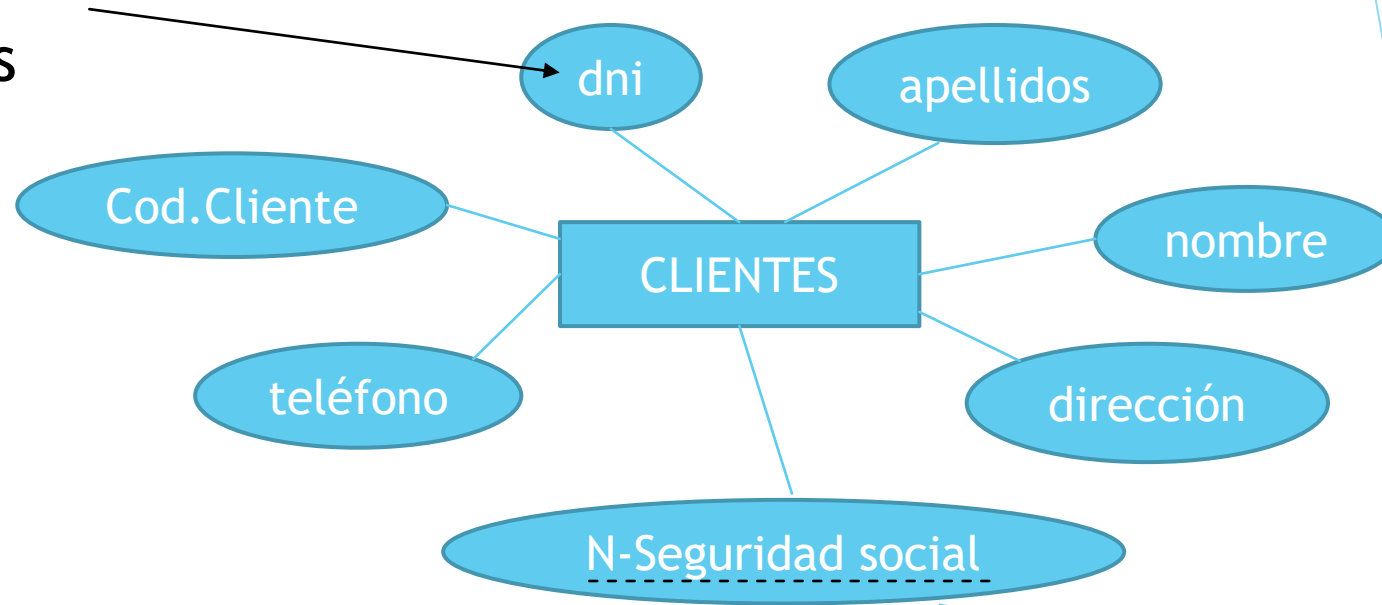 s
dni
apellidos
Cod.Cliente
nombre
CLIENTES
teléfono
dirección
N-Seguridad social